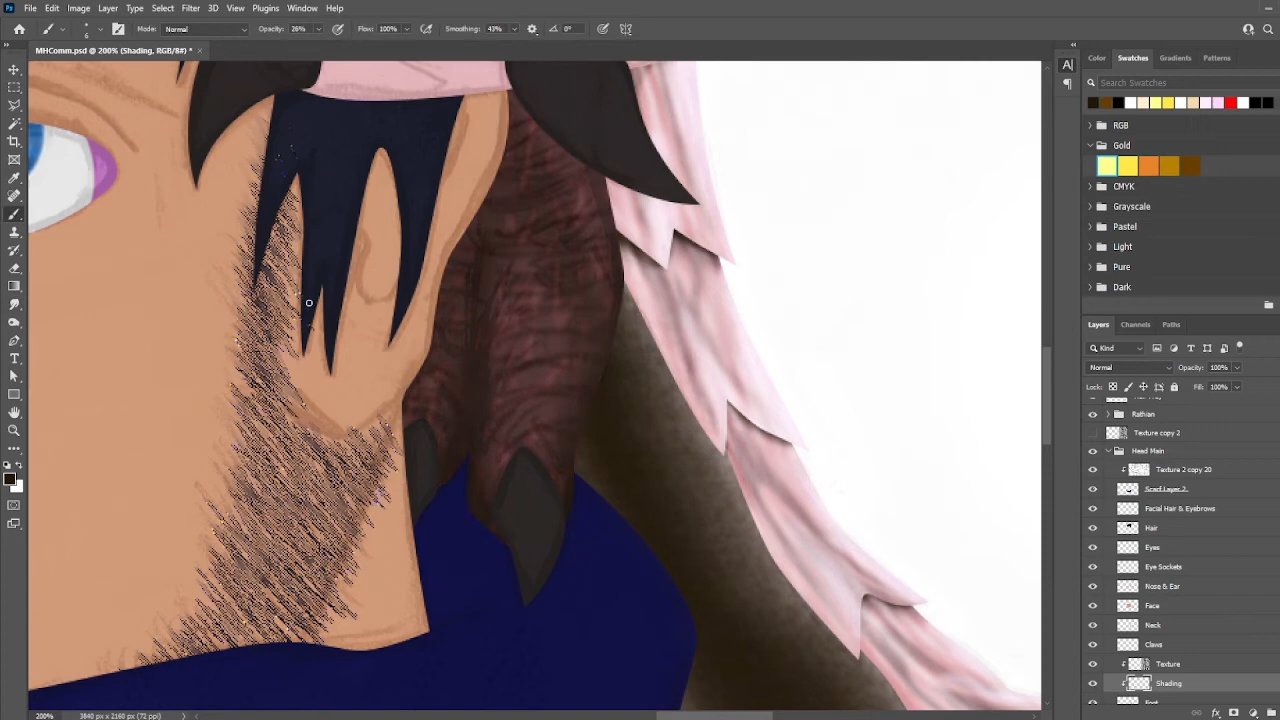 File Edit Image Layer Type Select Filter 3D View Plugins Window Help
6 Mode: Normal Opacity: 26% Flow: 100% Smoothing: 43% 0°
MHComm.psd @ 200% (Shading, RGB/8#) * ×
Color Swatches Gradients Patterns
Search Swatches
RGB
Gold
CMYK
Grayscale
Pastel
Light
Pure
Dark
Layers Channels Paths
Kind
Normal Opacity: 100%
Lock: Fill: 100%
Rathian
Texture copy 2
Head Main
Texture 2 copy 20
Scarf Layer 2
Facial Hair & Eyebrows
Hair
Eyes
Eye Sockets
Nose & Ear
Face
Neck
Claws
Texture
Shading
200% 3840 px x 2160 px (72 ppi)